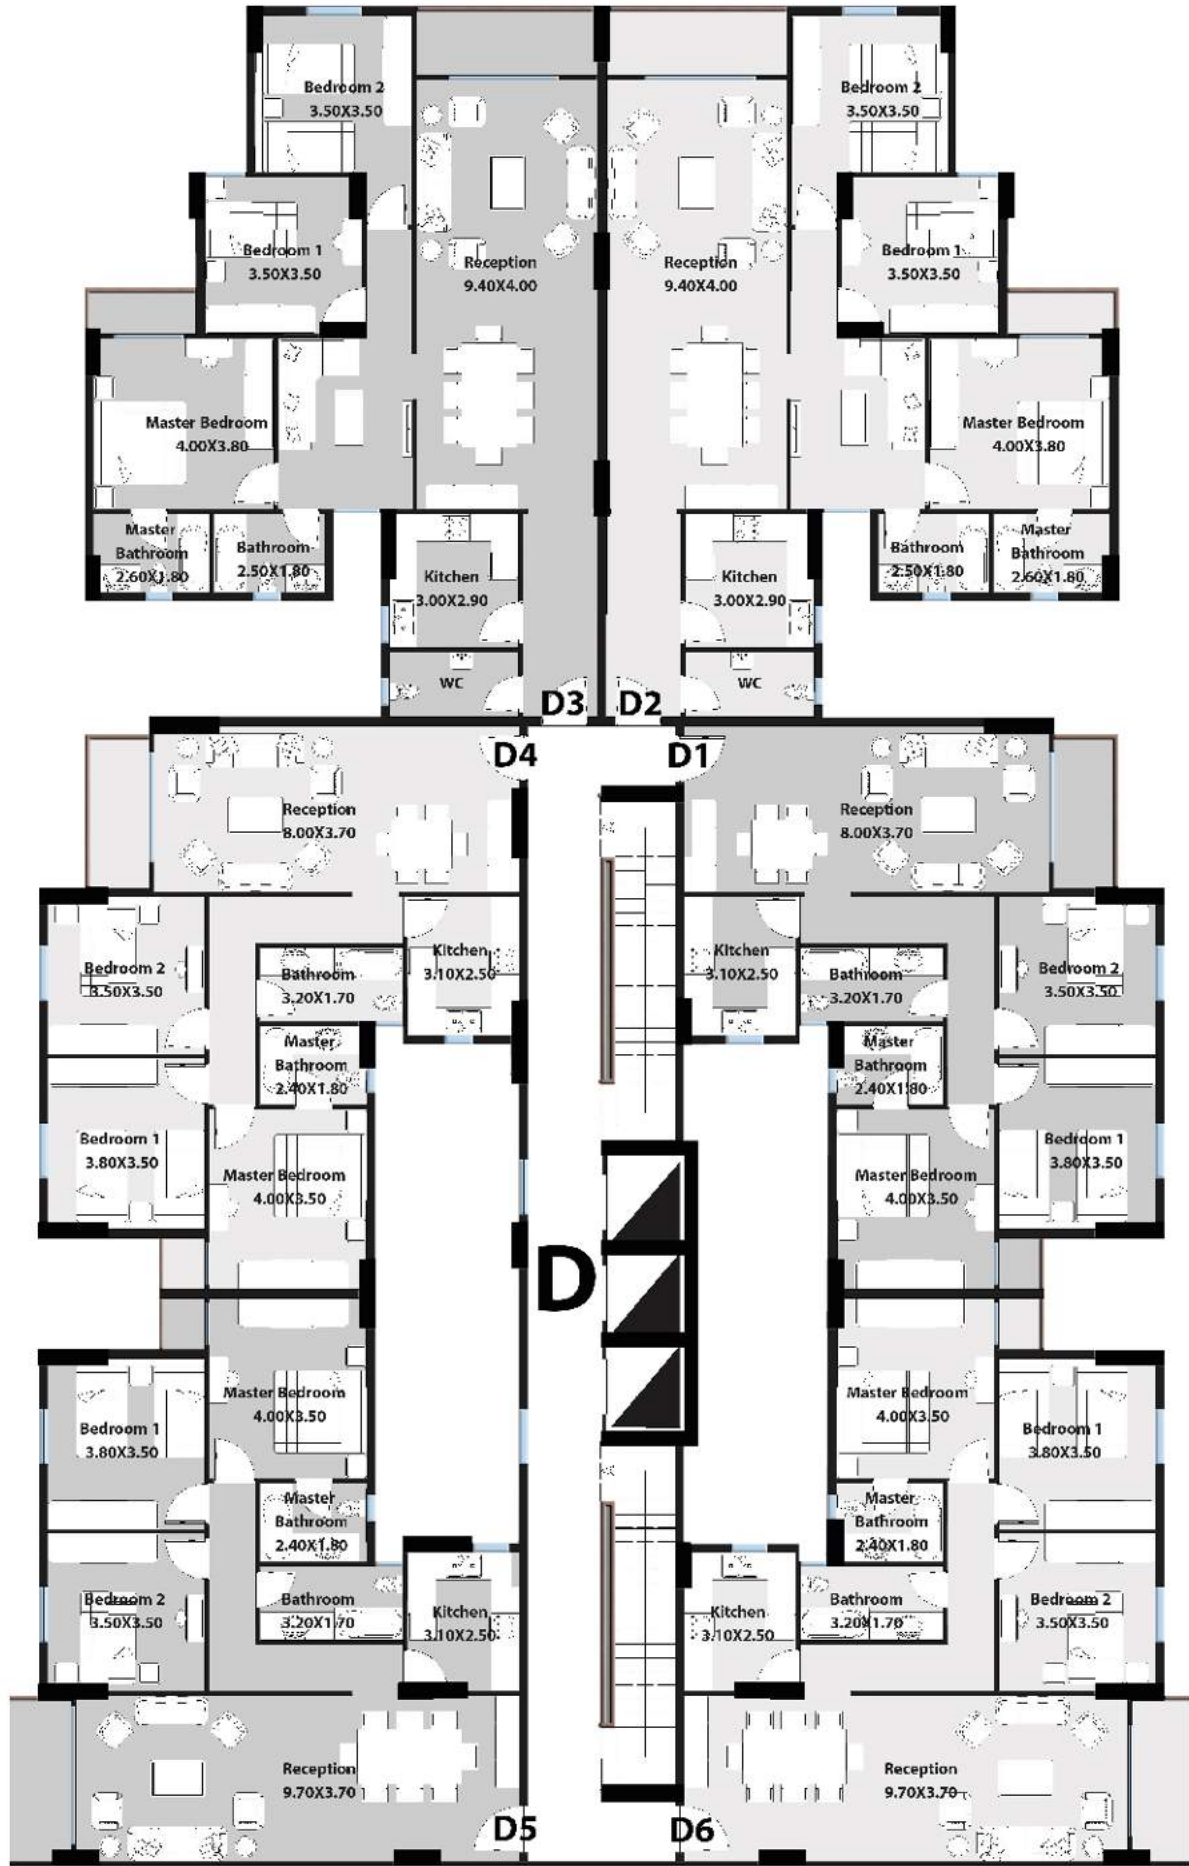 Bedroom 2
3.50X3.50
Bedroom 2
3.50X3.50
Bedroom 1
3.50X3.50
Reception
9.40X4.00
Reception
9.40X4.00
Bedroom 1
3.50X3.50
Master Bedroom
4.00X3.80
Master Bedroom
4.00X3.80
Master
Bathroom
2.60X1.80
Bathroom
2.50X1.80
Kitchen
3.00X2.90
Kitchen
3.00X2.90
Bathroom
2.50X1.80
Master
Bathroom
2.60X1.80
WC
WC
D3
D2
D4
D1
Reception
8.00X3.70
Reception
8.00X3.70
Bedroom 2
3.50X3.50
Bathroom
3.20X1.70
Kitchen
3.10X2.50
Kitchen
3.10X2.50
Bathroom
3.20X1.70
Bedroom 2
3.50X3.50
Master
Bathroom
2.40X1.80
Master
Bathroom
2.40X1.80
Bedroom 1
3.80X3.50
Master Bedroom
4.00X3.50
Master Bedroom
4.00X3.50
Bedroom 1
3.80X3.50
D
Bedroom 1
3.80X3.50
Master Bedroom
4.00X3.50
Master Bedroom
4.00X3.50
Bedroom 1
3.80X3.50
Master
Bathroom
2.40X1.80
Master
Bathroom
2.40X1.80
Bedroom 2
3.50X3.50
Bathroom
3.20X1.70
Kitchen
3.10X2.50
Kitchen
3.10X2.50
Bathroom
3.20X1.70
Bedroom 2
3.50X3.50
Reception
9.70X3.70
Reception
9.70X3.70
D5
D6